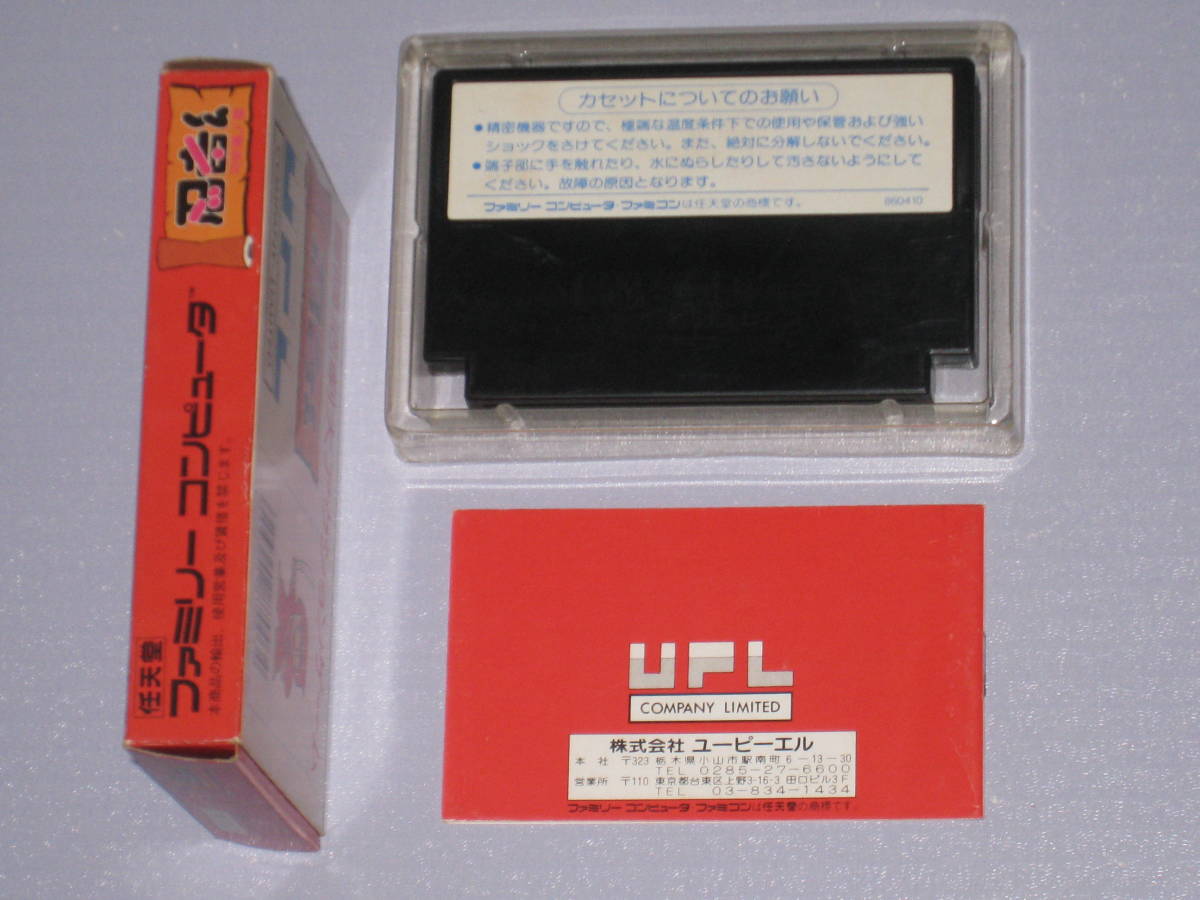 忍者くん
ファミリー コンピュータ™
任天堂
本商品の輸出、使用営業及び賃貸を禁じます。
カセットについてのお願い
●精密機器ですので、極端な温度条件下での使用や保管および強い
ショックをさけてください。また、絶対に分解しないでください。
●端子部に手を触れたり、水にぬらしたりして汚さないようにして
ください。故障の原因となります。
ファミリー コンピュータ・ファミコンは任天堂の商標です。 860410
UPL
COMPANY LIMITED
株式会社 ユーピーエル
本 社 〒323 栃木県小山市駅南町6-13-30
TEL 0285-27-6600
営業所 〒110 東京都台東区上野3-16-3 田口ビル3F
TEL 03-834-1434
ファミリー コンピュータ、ファミコンは任天堂の商標です。